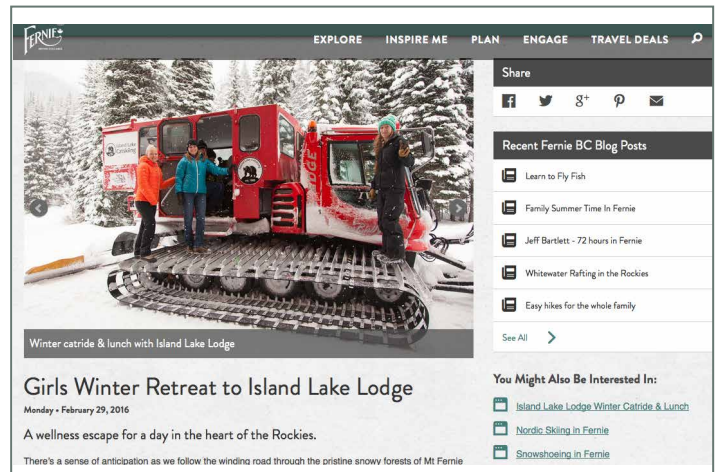 FERNIE
EXPLORE INSPIRE ME PLAN ENGAGE TRAVEL DEALS
Island Lake
Catskiing
LODGE
Winter catride & lunch with Island Lake Lodge
Girls Winter Retreat to Island Lake Lodge
Monday • February 29, 2016
A wellness escape for a day in the heart of the Rockies.
There's a sense of anticipation as we follow the winding road through the pristine snowy forests of Mt Fernie
Share
g+
Recent Fernie BC Blog Posts
Learn to Fly Fish
Family Summer Time In Fernie
Jeff Bartlett - 72 hours in Fernie
Whitewater Rafting in the Rockies
Easy hikes for the whole family
See All
You Might Also Be Interested In:
Island Lake Lodge Winter Catride & Lunch
Nordic Skiing in Fernie
Snowshoeing in Fernie